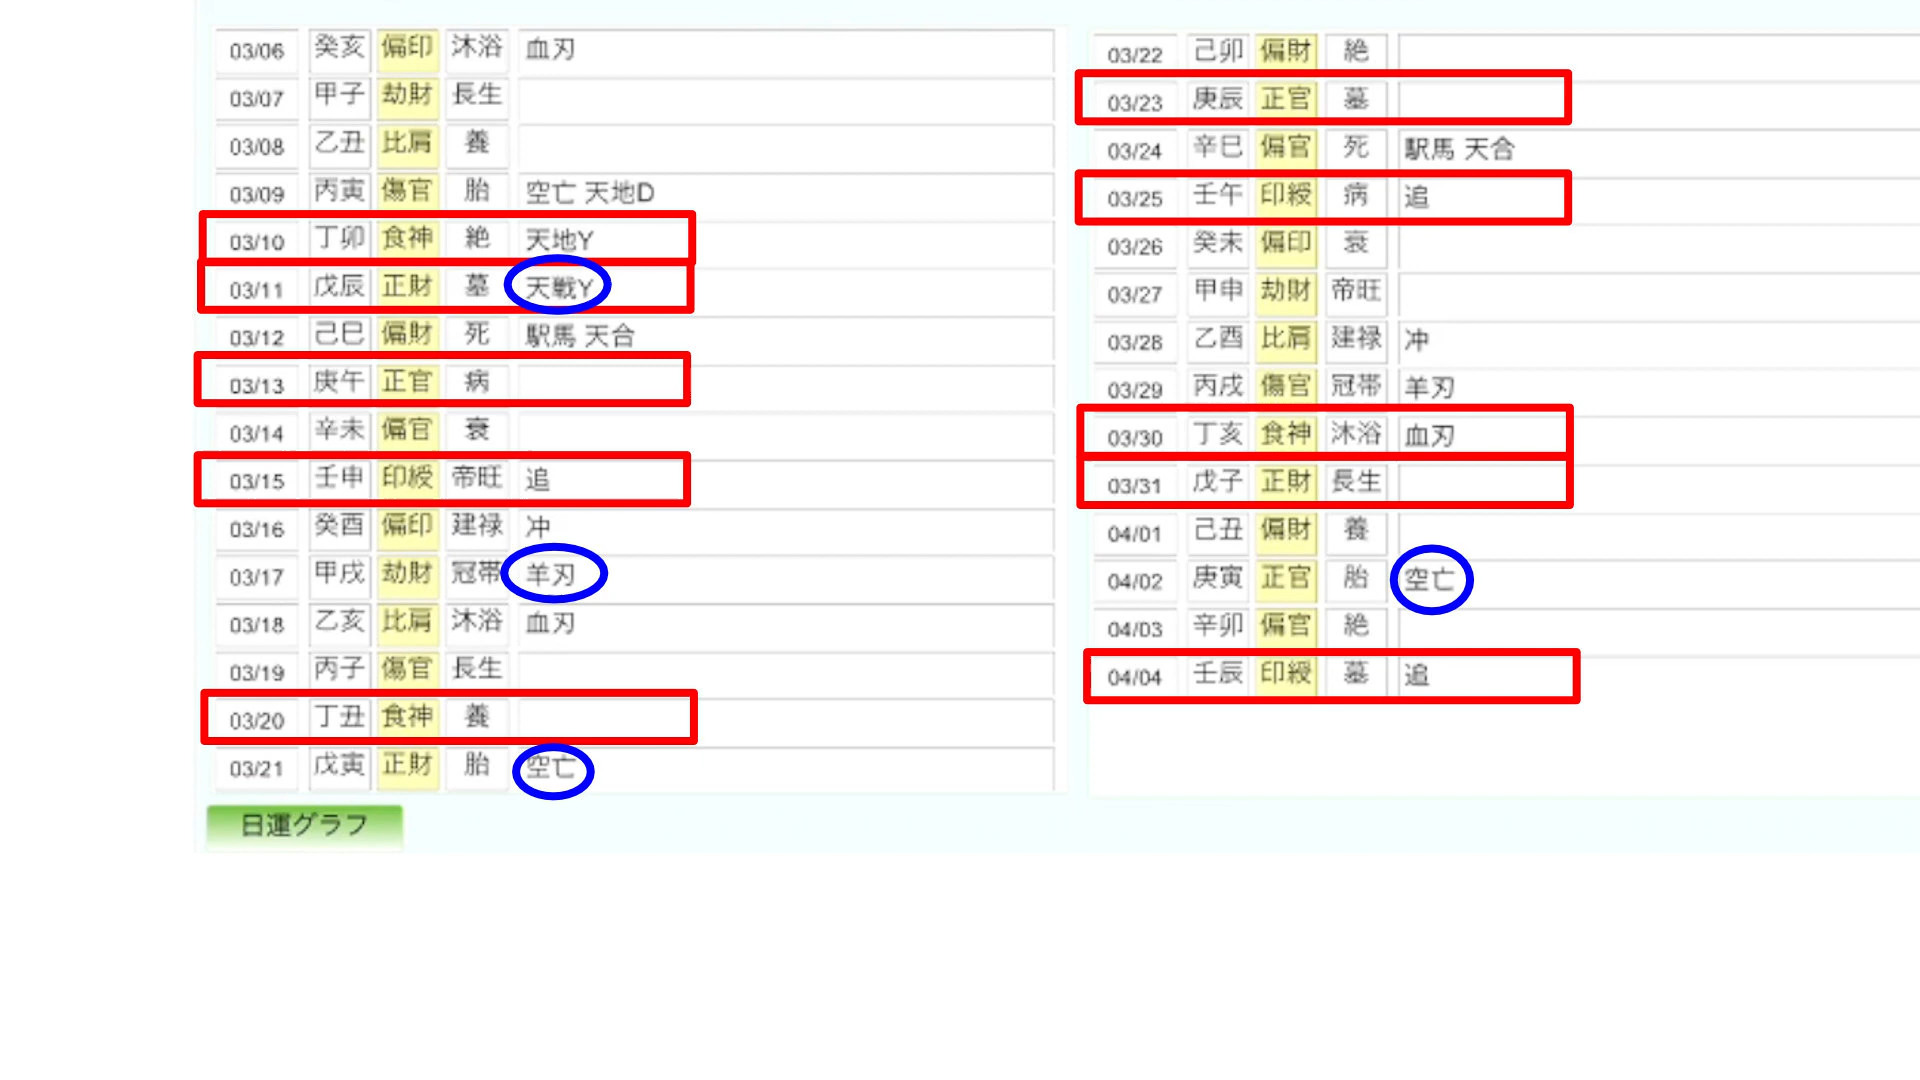 03/06 癸亥 偏印 沐浴 血刃
03/07 甲子 劫財 長生
03/08 乙丑 比肩 養
03/09 丙寅 傷官 胎 空亡 天地D
03/10 丁卯 食神 絶 天地Y
03/11 戊辰 正財 墓 天戦Y
03/12 己巳 偏財 死 駅馬 天合
03/13 庚午 正官 病
03/14 辛未 偏官 衰
03/15 壬申 印綬 帝旺 追
03/16 癸酉 偏印 建禄 冲
03/17 甲戌 劫財 冠帯 羊刃
03/18 乙亥 比肩 沐浴 血刃
03/19 丙子 傷官 長生
03/20 丁丑 食神 養
03/21 戊寅 正財 胎 空亡
日運グラフ
03/22 己卯 偏財 絶
03/23 庚辰 正官 墓
03/24 辛巳 偏官 死 駅馬 天合
03/25 壬午 印綬 病 追
03/26 癸未 偏印 衰
03/27 甲申 劫財 帝旺
03/28 乙酉 比肩 建禄 冲
03/29 丙戌 傷官 冠帯 羊刃
03/30 丁亥 食神 沐浴 血刃
03/31 戊子 正財 長生
04/01 己丑 偏財 養
04/02 庚寅 正官 胎 空亡
04/03 辛卯 偏官 絶
04/04 壬辰 印綬 墓 追